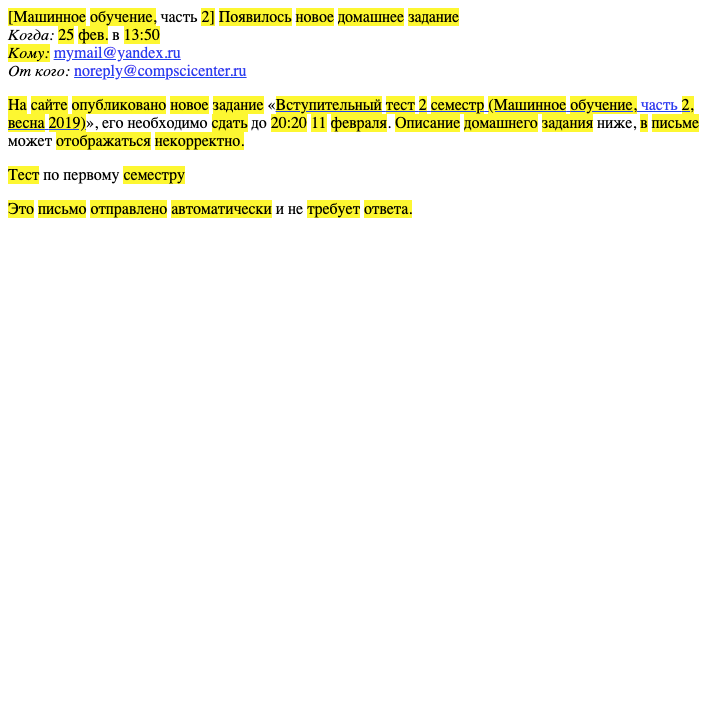 [Машинное обучение, часть 2] Появилось новое домашнее задание
Когда: 25 фев. в 13:50
Кому: mymail@yandex.ru
От кого: noreply@compscicenter.ru
На сайте опубликовано новое задание «Вступительный тест 2 семестр (Машинное обучение, часть 2,
весна 2019)», его необходимо сдать до 20:20 11 февраля. Описание домашнего задания ниже, в письме
может отображаться некорректно.
Тест по первому семестру
Это письмо отправлено автоматически и не требует ответа.